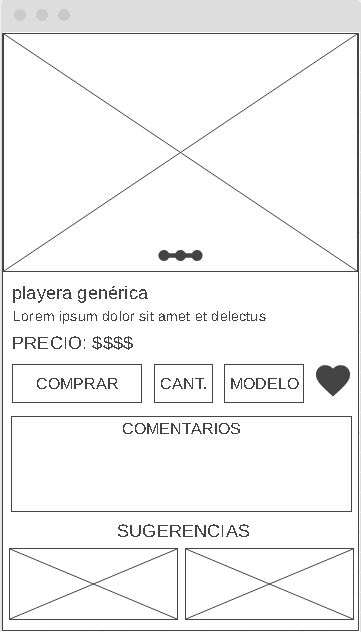 playera genérica
Lorem ipsum dolor sit amet et delectus
PRECIO: $$$$
COMPRAR CANT. MODELO
COMENTARIOS
SUGERENCIAS